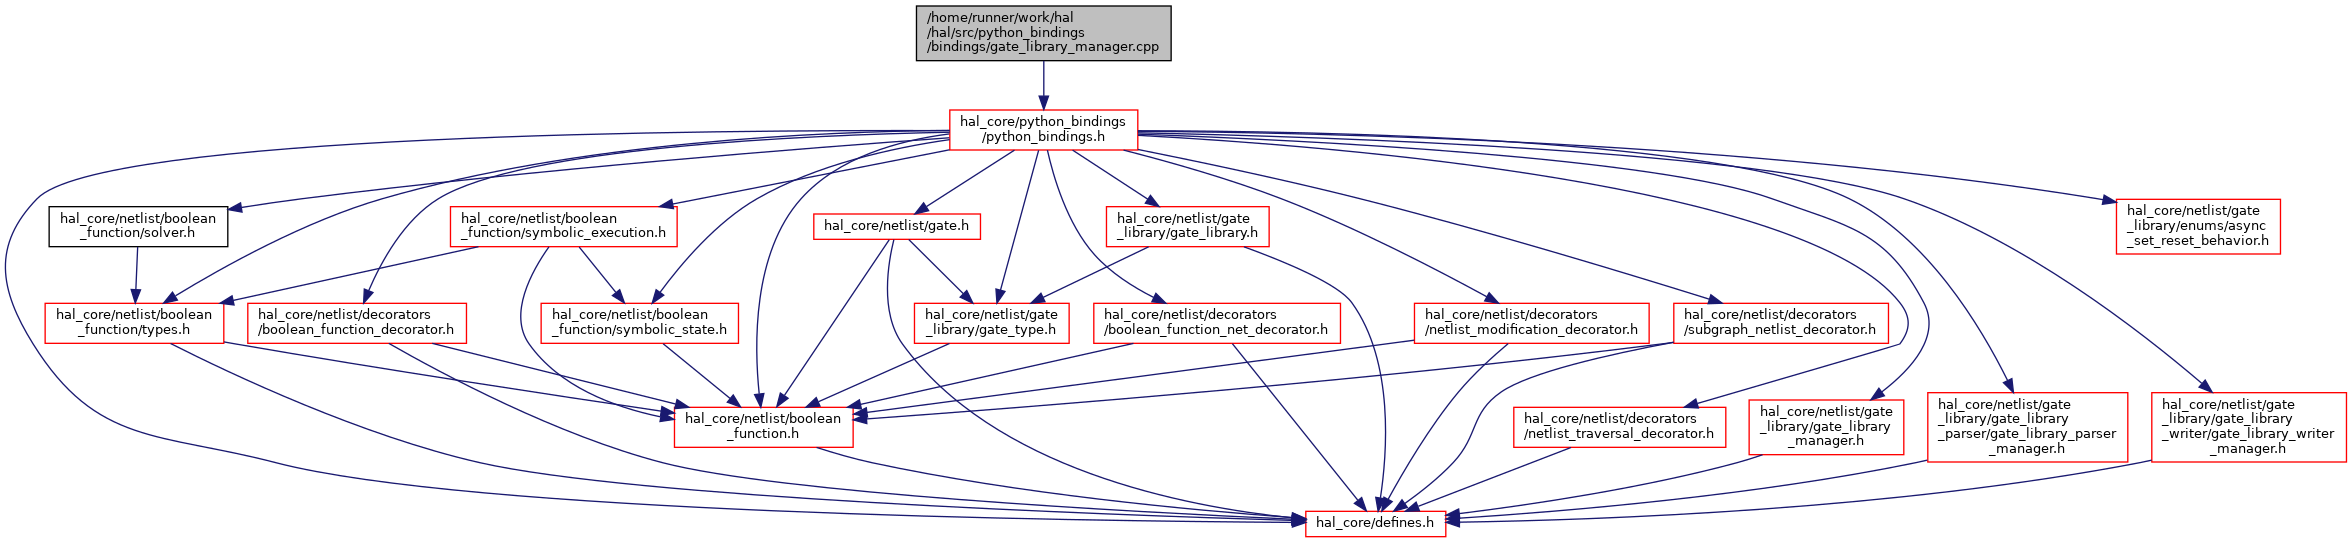 /home/runner/work/hal
/hal/src/python_bindings
/bindings/gate_library_manager.cpp
hal_core/python_bindings
/python_bindings.h
hal_core/netlist/boolean
_function/solver.h
hal_core/netlist/boolean
_function/symbolic_execution.h
hal_core/netlist/gate.h
hal_core/netlist/gate
_library/gate_library.h
hal_core/netlist/gate
_library/enums/async
_set_reset_behavior.h
hal_core/netlist/boolean
_function/types.h
hal_core/netlist/decorators
/boolean_function_decorator.h
hal_core/netlist/boolean
_function/symbolic_state.h
hal_core/netlist/gate
_library/gate_type.h
hal_core/netlist/decorators
/boolean_function_net_decorator.h
hal_core/netlist/decorators
/netlist_modification_decorator.h
hal_core/netlist/decorators
/subgraph_netlist_decorator.h
hal_core/netlist/boolean
_function.h
hal_core/netlist/decorators
/netlist_traversal_decorator.h
hal_core/netlist/gate
_library/gate_library
_manager.h
hal_core/netlist/gate
_library/gate_library
_parser/gate_library_parser
_manager.h
hal_core/netlist/gate
_library/gate_library
_writer/gate_library_writer
_manager.h
hal_core/defines.h